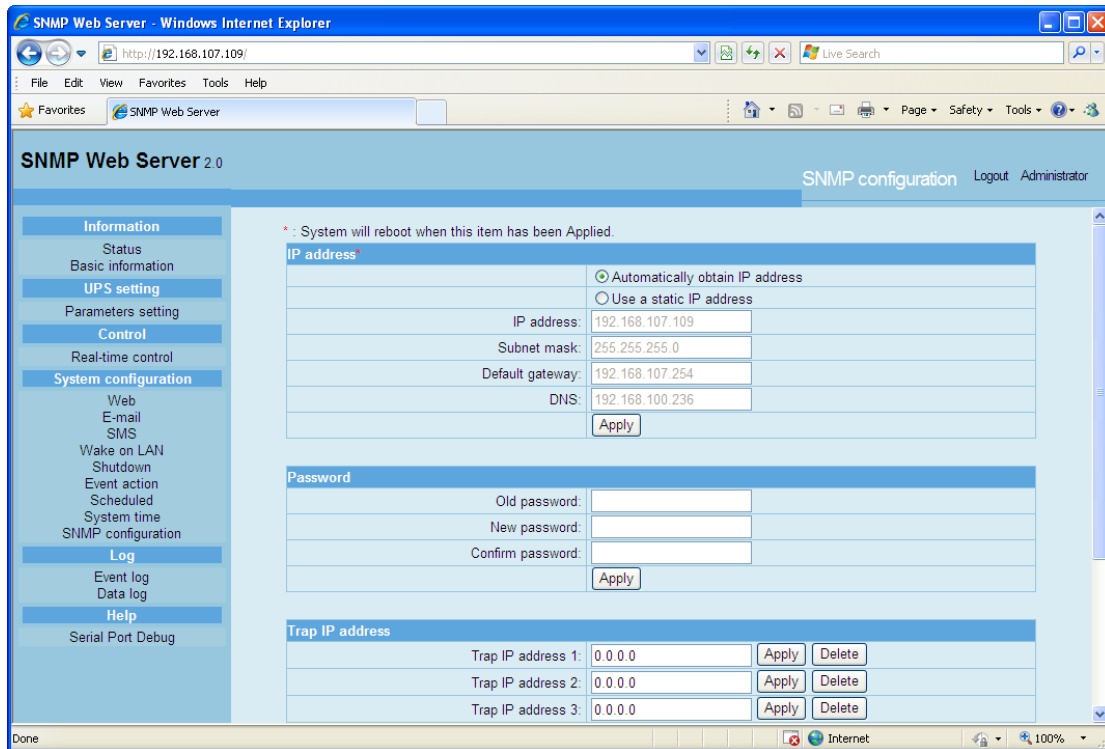 SNMP Web Server - Windows Internet Explorer
http://192.168.107.109/
Live Search
File Edit View Favorites Tools Help
Favorites SNMP Web Server Page Safety Tools
SNMP Web Server 2.0
SNMP configuration Logout Administrator
Information
Status
Basic information
UPS setting
Parameters setting
Control
Real-time control
System configuration
Web
E-mail
SMS
Wake on LAN
Shutdown
Event action
Scheduled
System time
SNMP configuration
Log
Event log
Data log
Help
Serial Port Debug
* : System will reboot when this item has been Applied.
IP address*
Automatically obtain IP address
Use a static IP address
IP address: 192.168.107.109
Subnet mask: 255.255.255.0
Default gateway: 192.168.107.254
DNS: 192.168.100.236
Apply
Password
Old password:
New password:
Confirm password:
Apply
Trap IP address
Trap IP address 1: 0.0.0.0 Apply Delete
Trap IP address 2: 0.0.0.0 Apply Delete
Trap IP address 3: 0.0.0.0 Apply Delete
Done Internet 100%